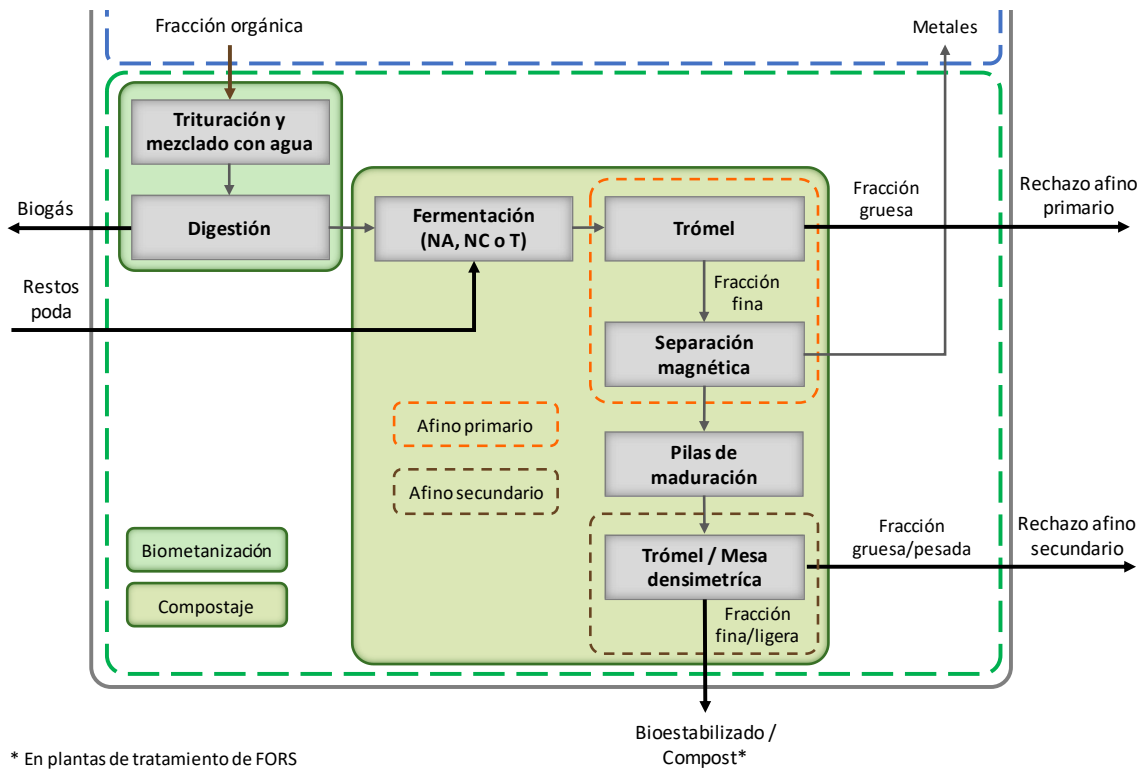 Fracción orgánica
Metales
Trituración y
mezclado con agua
Biogás
Digestión
Fermentación
(NA, NC o T)
Trómel
Fracción
gruesa
Rechazo afino
primario
Restos
poda
Fracción
fina
Separación
magnética
Afino primario
Pilas de
maduración
Afino secundario
Biometanización
Trómel / Mesa
densimetríca
Fracción
gruesa/pesada
Rechazo afino
secundario
Compostaje
Fracción
fina/ligera
Bioestabilizado /
Compost*
* En plantas de tratamiento de FORS